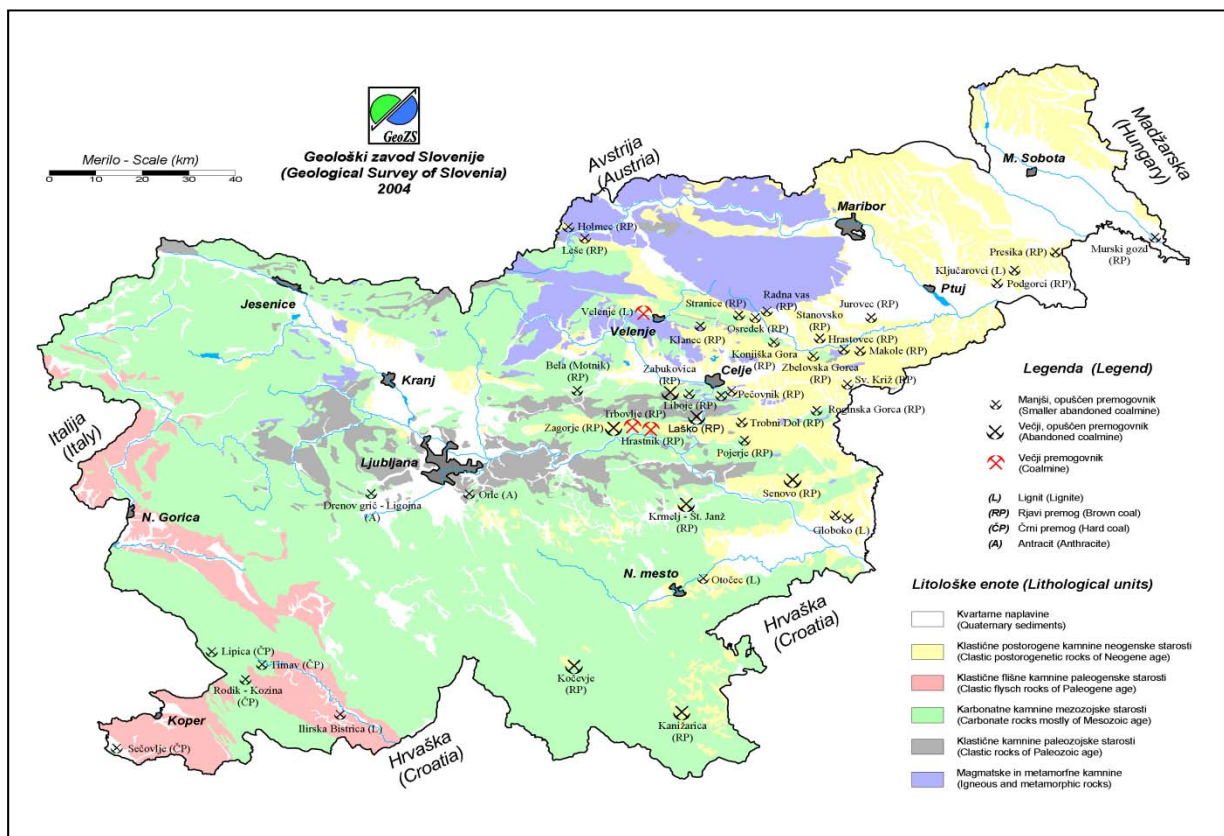 Merilo - Scale (km)
0 10 20 30 40
GeoZS
Geološki zavod Slovenije
(Geological Survey of Slovenia)
2004
Avstrija
(Austria)
Madžarska
(Hungary)
M. Sobota
Maribor
Holmec (RP)
Leše (RP)
Presika (RP)
Murski gozd
(RP)
Ključarovci (L)
Podgorci (RP)
Ptuj
Jesenice
Velenje (L)
Velenje
Stranice (RP)
Radna vas
(RP)
Jurovec (RP)
Stanovsko
(RP)
Osredek (RP)
Klanec (RP)
Hrastovec (RP)
Makole (RP)
Konjiška Gora
(RP)
Zbelovska Gorca
(RP)
Kranj
Bela (Motnik)
(RP)
Zabukovica
(RP)
Celje
Sv. Križ (RP)
Liboje (RP)
Pečovnik (RP)
Roginska Gorca (RP)
Trbovlje (RP)
Zagorje (RP)
Hrastnik (RP)
Laško (RP)
Trobni Dol (RP)
Pojerje (RP)
Italija
(Italy)
Ljubljana
Orle (A)
Drenov grič - Ligojna
(A)
Senovo (RP)
Krmelj - Št. Janž
(RP)
Globoko (L)
N. Gorica
N. mesto
Otočec (L)
Hrvaška
(Croatia)
Lipica (ČP)
Timav (ČP)
Rodik - Kozina
(ČP)
Kočevje
(RP)
Koper
Ilirska Bistrica (L)
Sečovlje (ČP)
Hrvaška
(Croatia)
Kanižarica
(RP)
Legenda (Legend)
Manjši, opuščen premogovnik
(Smaller abandoned coalmine)
Večji, opuščen premogovnik
(Abandoned coalmine)
Večji premogovnik
(Coalmine)
(L) Lignit (Lignite)
(RP) Rjavi premog (Brown coal)
(ČP) Črni premog (Hard coal)
(A) Antracit (Anthracite)
Litološke enote (Lithological units)
Kvartarne naplavine
(Quaternary sediments)
Klastične postorogene kamnine neogenske starosti
(Clastic postorogenetic rocks of Neogene age)
Klastične flišne kamnine paleogenske starosti
(Clastic flysch rocks of Paleogene age)
Karbonatne kamnine mezozojske starosti
(Carbonate rocks mostly of Mesozoic age)
Klastične kamnine paleozojske starosti
(Clastic rocks of Paleozoic age)
Magmatske in metamorfne kamnine
(Igneous and metamorphic rocks)